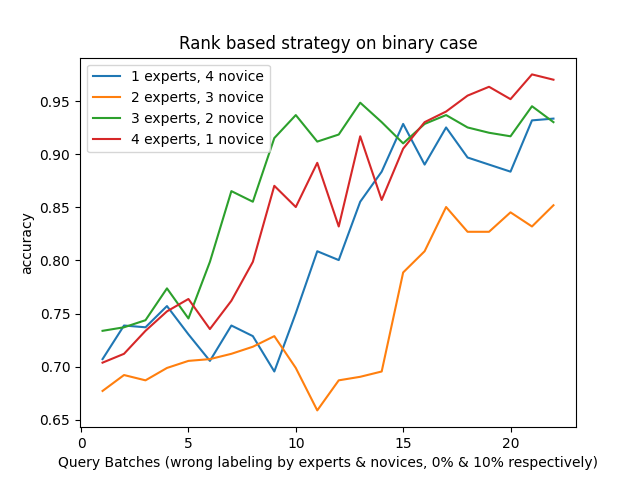 Rank based strategy on binary case
1 experts, 4 novice
2 experts, 3 novice
3 experts, 2 novice
4 experts, 1 novice
accuracy
0.95
0.90
0.85
0.80
0.75
0.70
0.65
0 5 10 15 20
Query Batches (wrong labeling by experts & novices, 0% & 10% respectively)